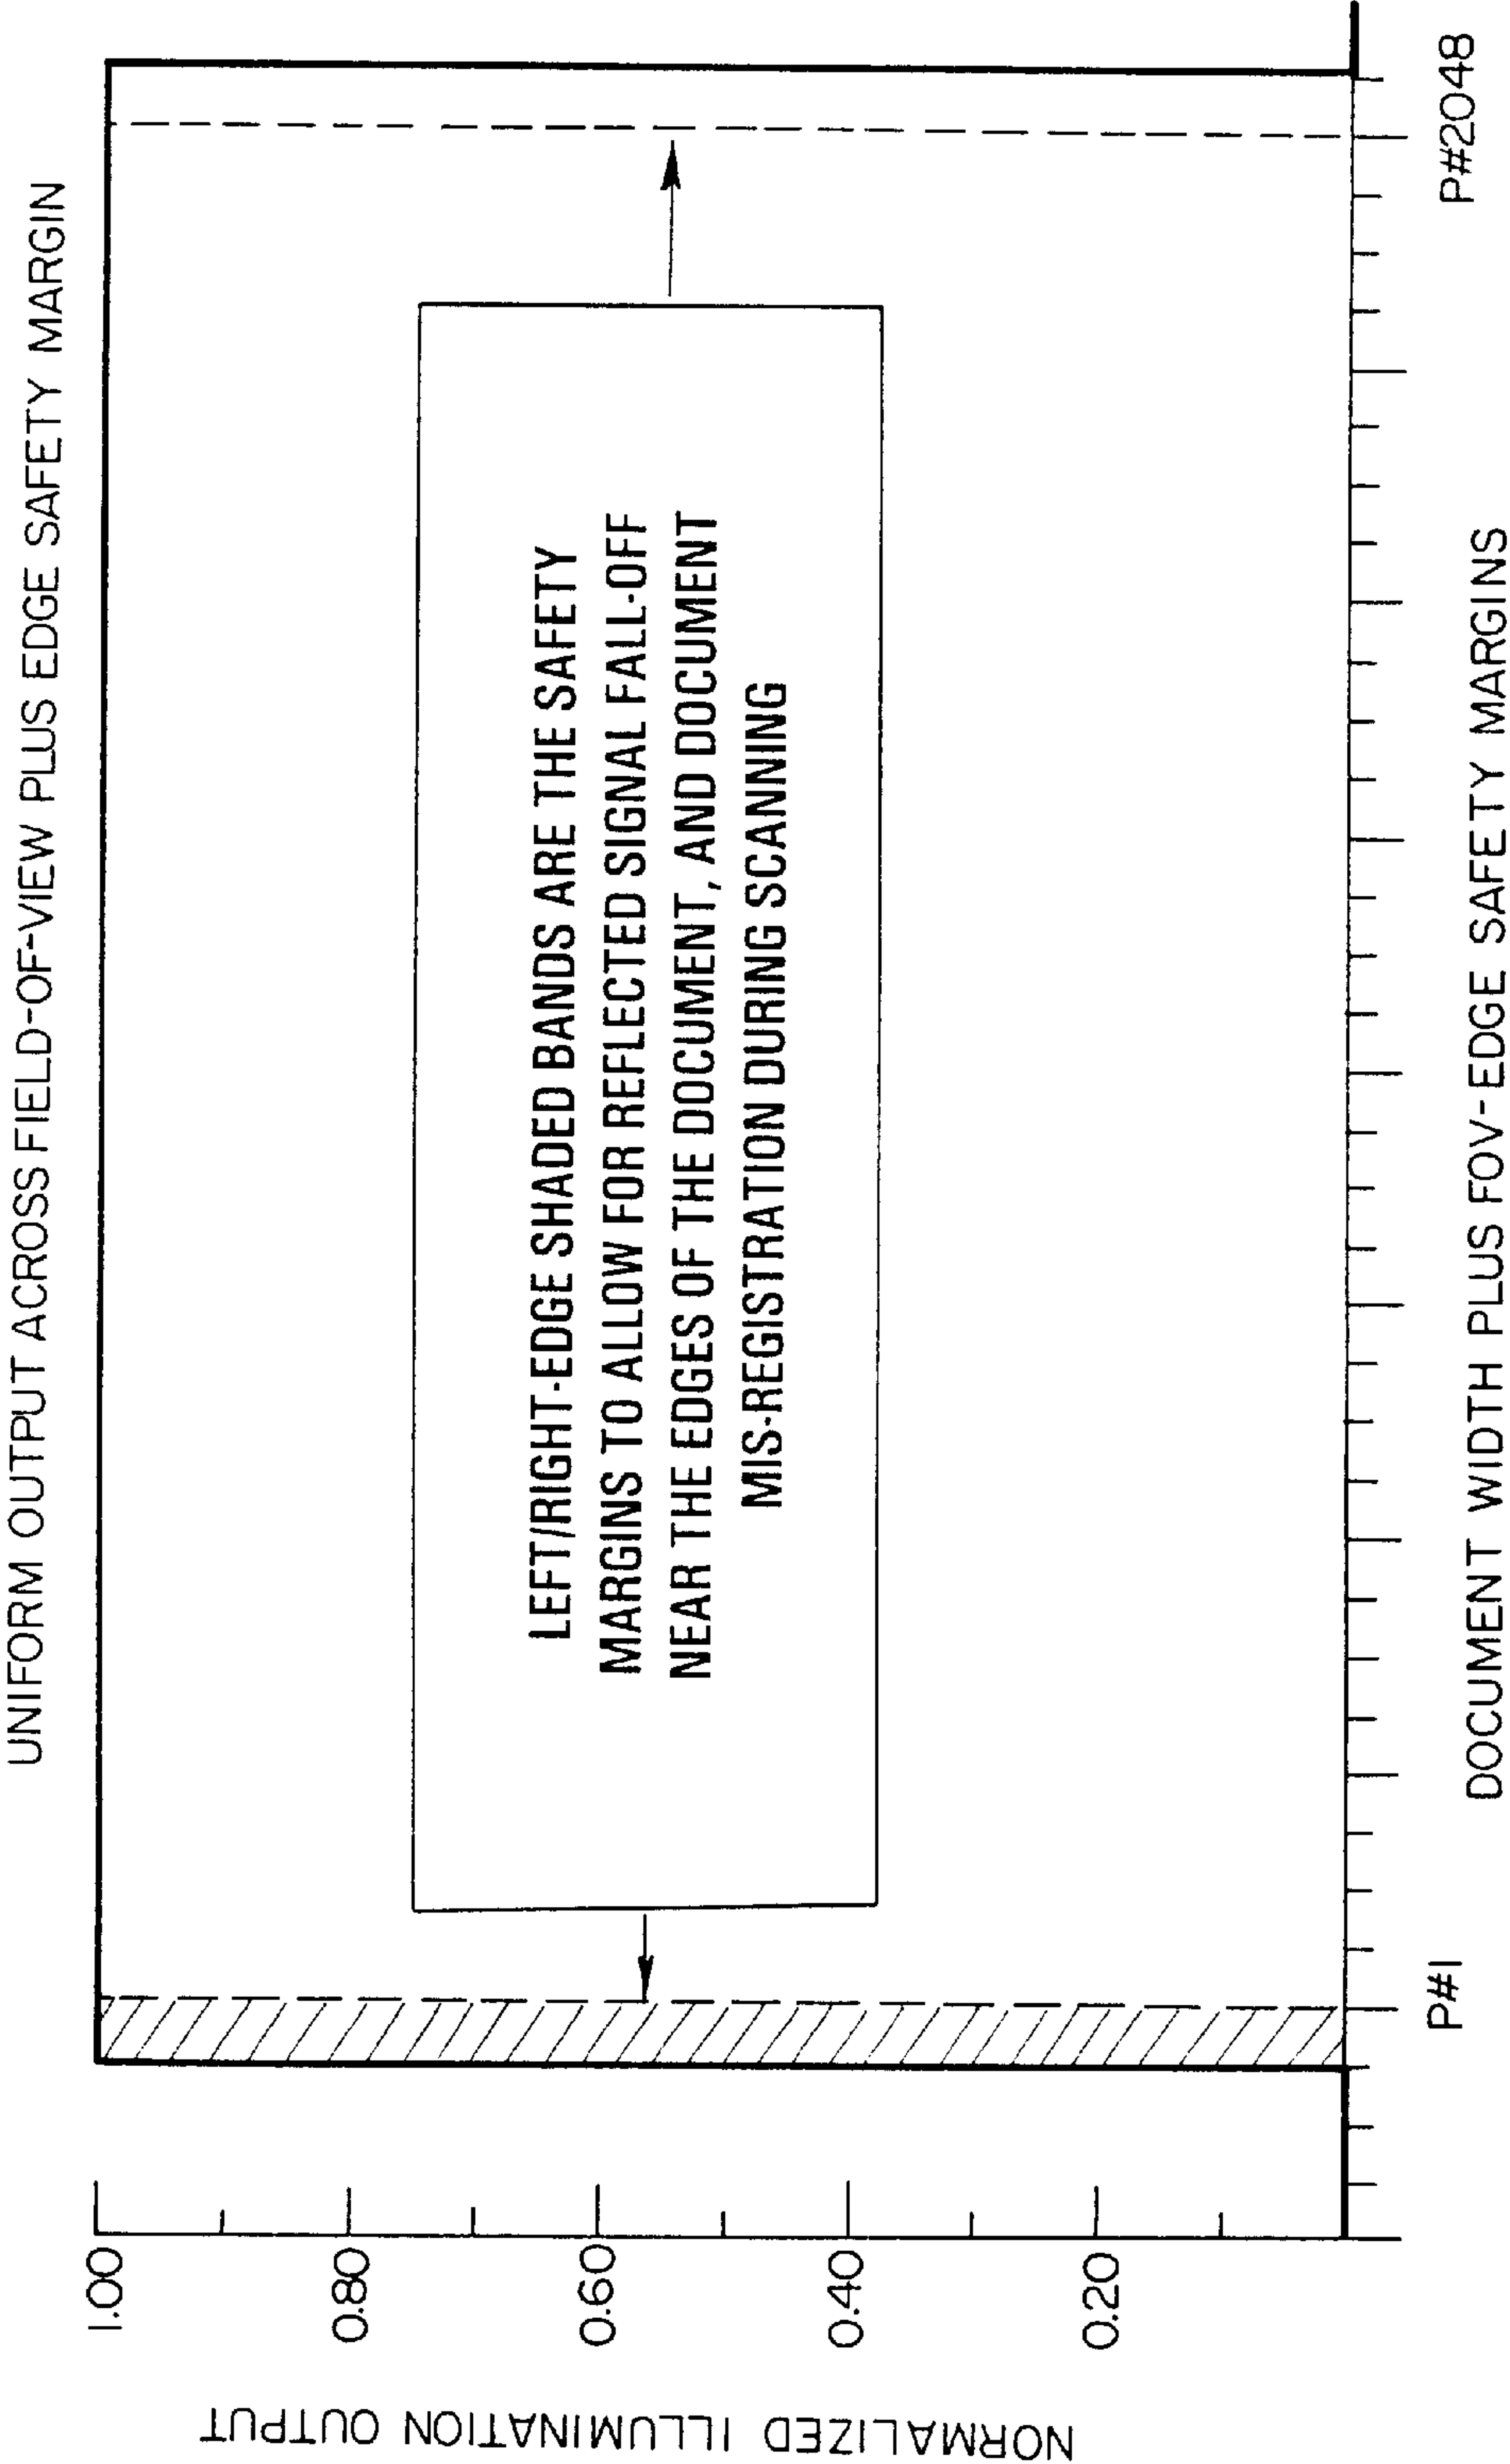 UNIFORM OUTPUT ACROSS FIELD-OF-VIEW PLUS EDGE SAFETY MARGIN
NORMALIZED ILLUMINATION OUTPUT
1.00
0.80
0.60
0.40
0.20
LEFT/RIGHT-EDGE SHADED BANDS ARE THE SAFETY
MARGINS TO ALLOW FOR REFLECTED SIGNAL FALL-OFF
NEAR THE EDGES OF THE DOCUMENT, AND DOCUMENT
MIS-REGISTRATION DURING SCANNING
P#1
P#2048
DOCUMENT WIDTH PLUS FOV-EDGE SAFETY MARGINS